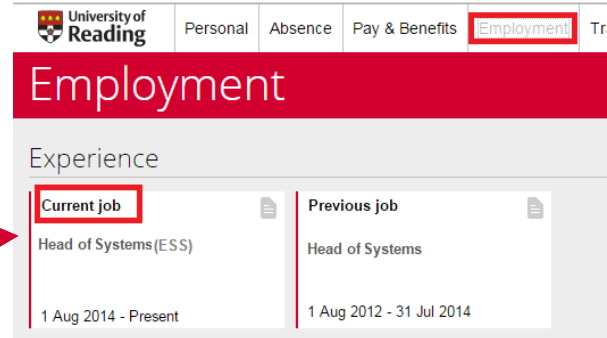 University of
Reading
Personal Absence Pay & Benefits Employment
Employment
Experience
Current job
Head of Systems(ESS)
1 Aug 2014 - Present
Previous job
Head of Systems
1 Aug 2012 - 31 Jul 2014